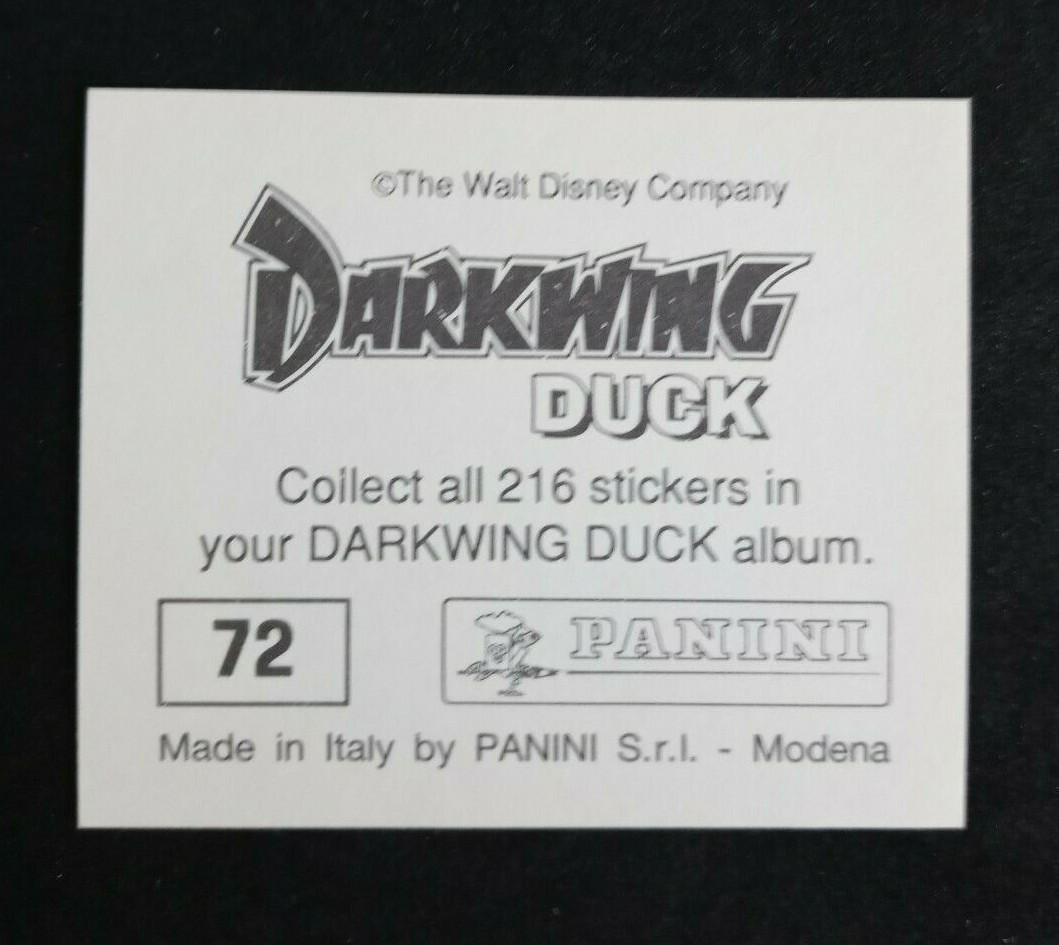 ©The Walt Disney Company
DARKWING
DUCK
Collect all 216 stickers in
your DARKWING DUCK album.
72
PANINI
Made in Italy by PANINI S.r.l. - Modena